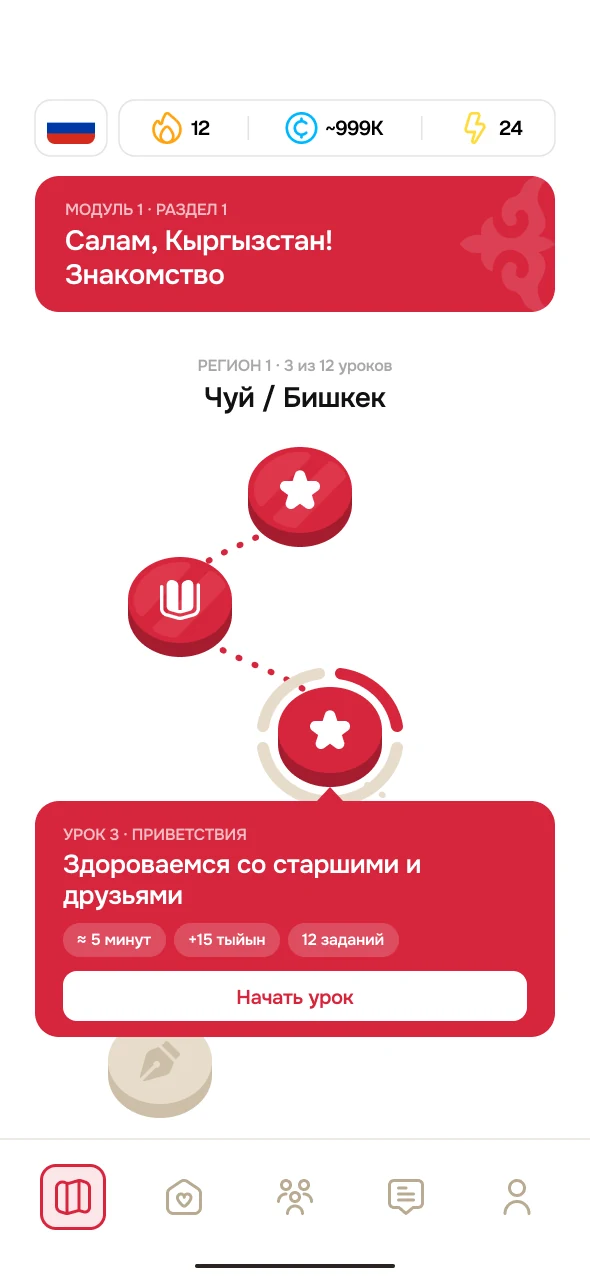 12
~999K
24
МОДУЛЬ 1 · РАЗДЕЛ 1
Салам, Кыргызстан!
Знакомство
РЕГИОН 1 · 3 из 12 уроков
Чуй / Бишкек
УРОК 3 · ПРИВЕТСТВИЯ
Здороваемся со старшими и
друзьями
≈ 5 минут
+15 тыйын
12 заданий
Начать урок